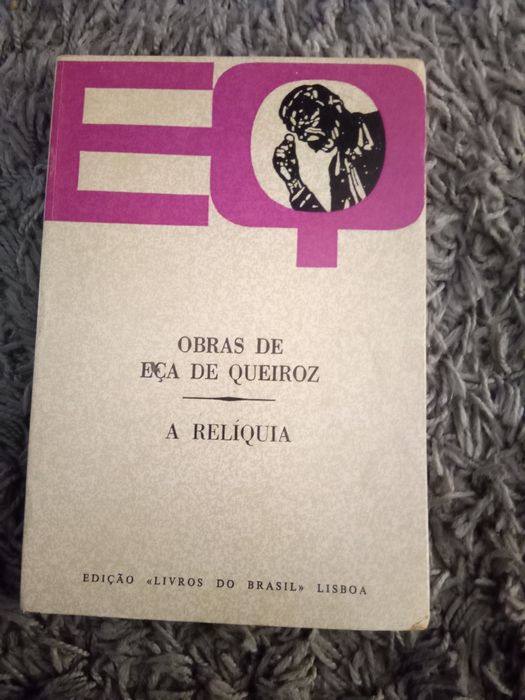 EQ
OBRAS DE
EÇA DE QUEIROZ
A RELÍQUIA
EDIÇÃO «LIVROS DO BRASIL» LISBOA